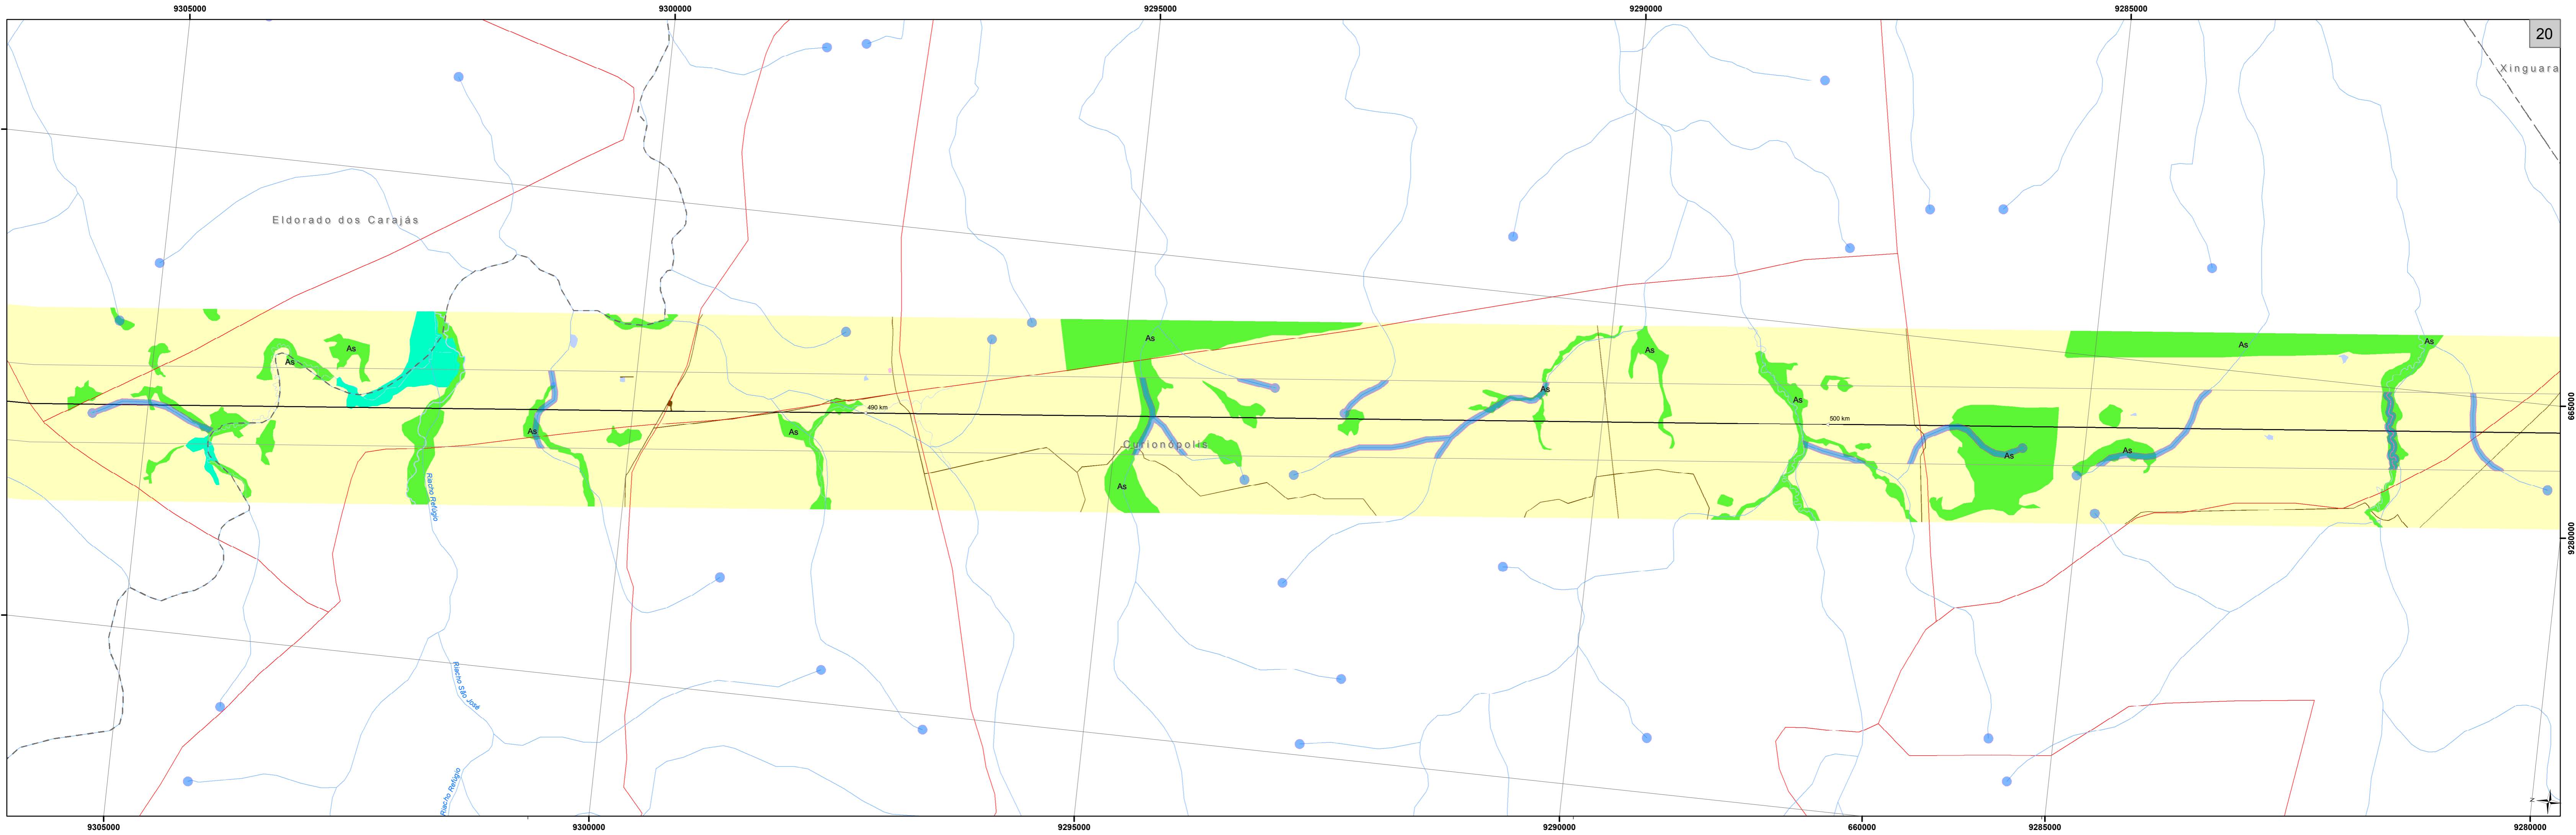 9305000
9300000
9295000
9290000
9285000
20
Xinguara
Eldorado dos Carajás
As
As
As
As
As
As
As
As
As
665000
490 km
500 km
As
As
Curionópolis
As
As
As
Riacho Refúgio
9280000
Riacho São José
Riacho Refúgio
N
9305000
9300000
9295000
9290000
660000
9285000
9280000